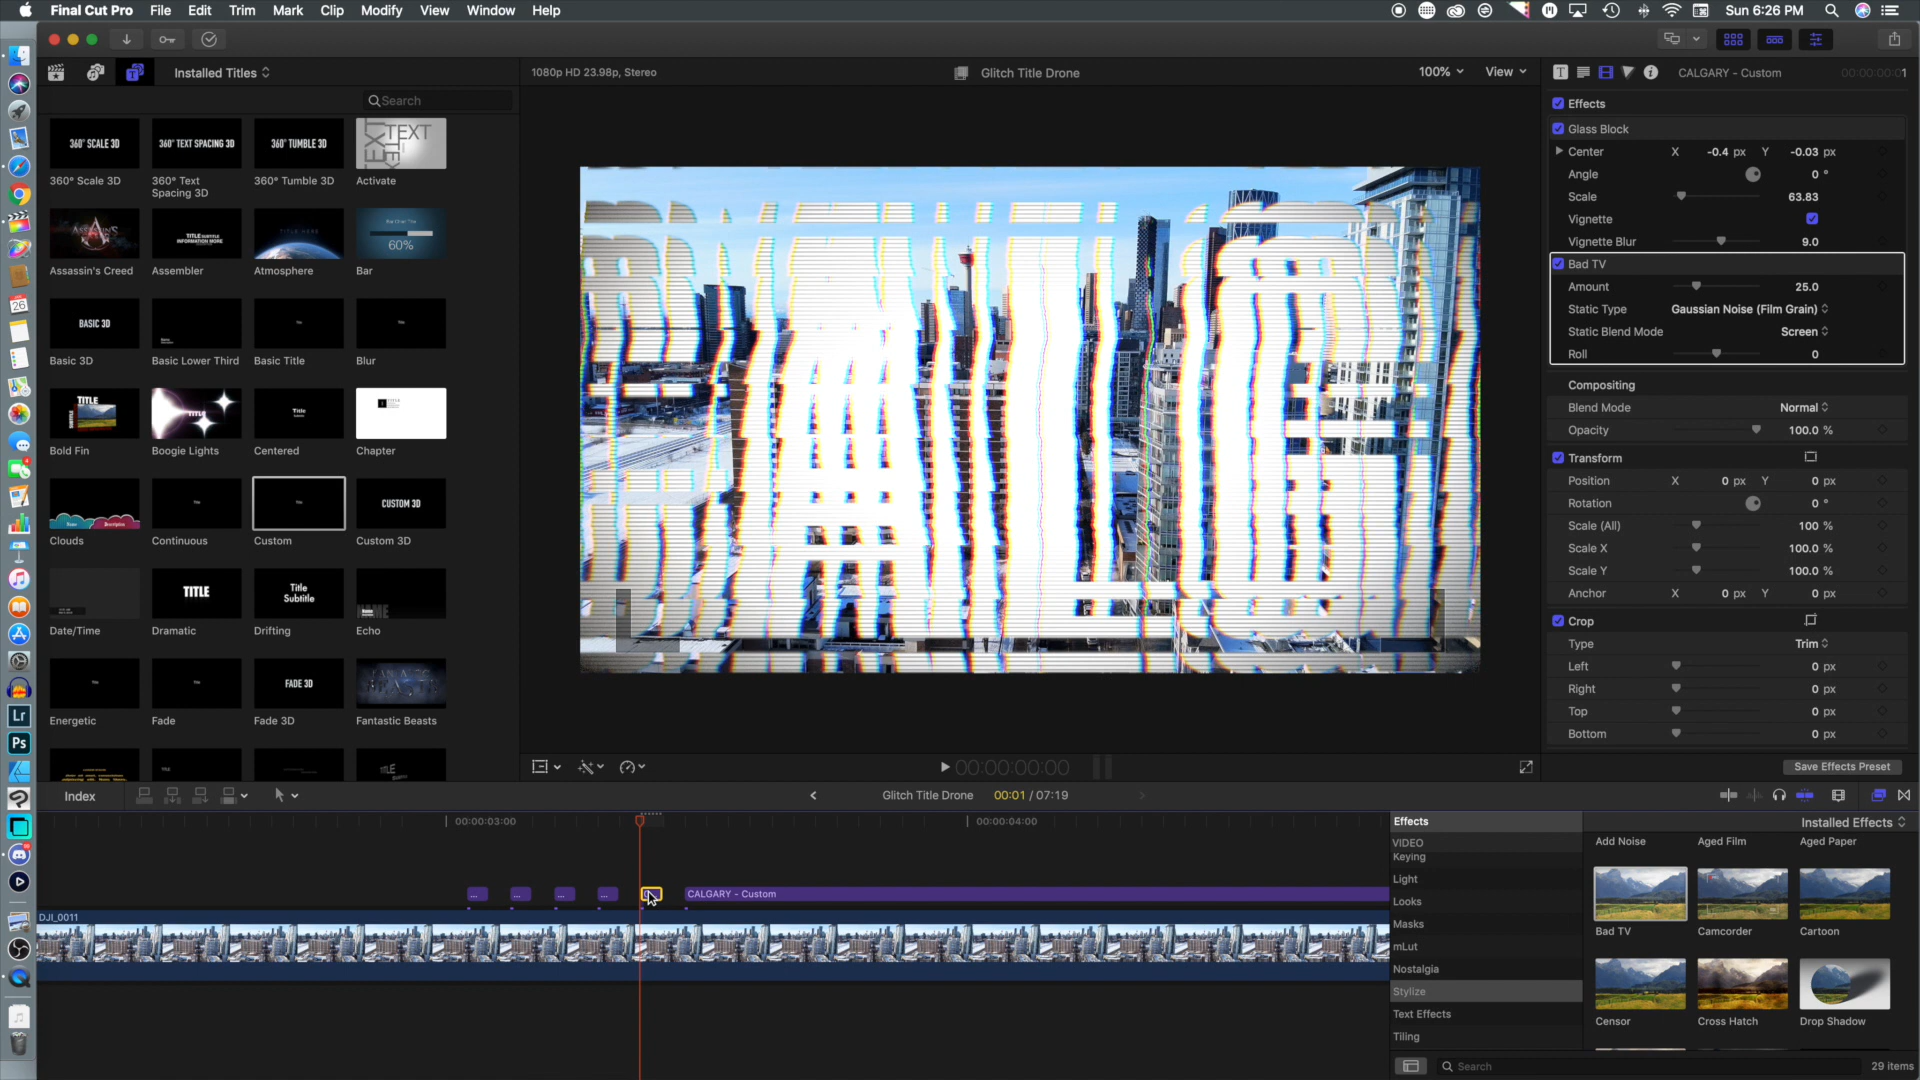 Final Cut Pro File Edit Trim Mark Clip Modify View Window Help
Sun 6:26 PM
Installed Titles
Search
1080p HD 23.98p, Stereo
Glitch Title Drone
100%
View
CALGARY - Custom
00:00:00:01
360° SCALE 3D
360° TEXT SPACING 3D
360° TUMBLE 3D
TEXT
360° Scale 3D
360° Text
Spacing 3D
360° Tumble 3D
Activate
TITLE SUBTITLE
INFORMATION MORE
TITLE HERE
60%
Assassin's Creed
Assembler
Atmosphere
Bar
BASIC 3D
Basic 3D
Basic Lower Third
Basic Title
Blur
TITLE
Title
Bold Fin
Boogie Lights
Centered
Chapter
CUSTOM 3D
Clouds
Continuous
Custom
Custom 3D
TITLE
Title
Subtitle
NAME
Date/Time
Dramatic
Drifting
Echo
FADE 3D
Energetic
Fade
Fade 3D
Fantastic Beasts
Effects
Glass Block
Center X -0.4 px Y -0.03 px
Angle 0 °
Scale 63.83
Vignette
Vignette Blur 9.0
Bad TV
Amount 25.0
Static Type Gaussian Noise (Film Grain)
Static Blend Mode Screen
Roll 0
Compositing
Blend Mode Normal
Opacity 100.0 %
Transform
Position X 0 px Y 0 px
Rotation 0 °
Scale (All) 100 %
Scale X 100.0 %
Scale Y 100.0 %
Anchor X 0 px Y 0 px
Crop
Type Trim
Left 0 px
Right 0 px
Top 0 px
Bottom 0 px
Save Effects Preset
00:00:00:00
Index
Glitch Title Drone 00:01 / 07:19
00:00:03:00
00:00:04:00
CALGARY - Custom
DJI_0011
Effects
VIDEO
Keying
Light
Looks
Masks
mLut
Nostalgia
Stylize
Text Effects
Tiling
Installed Effects
Add Noise
Aged Film
Aged Paper
Bad TV
Camcorder
Cartoon
Censor
Cross Hatch
Drop Shadow
Search
29 items
Lr
Ps
26